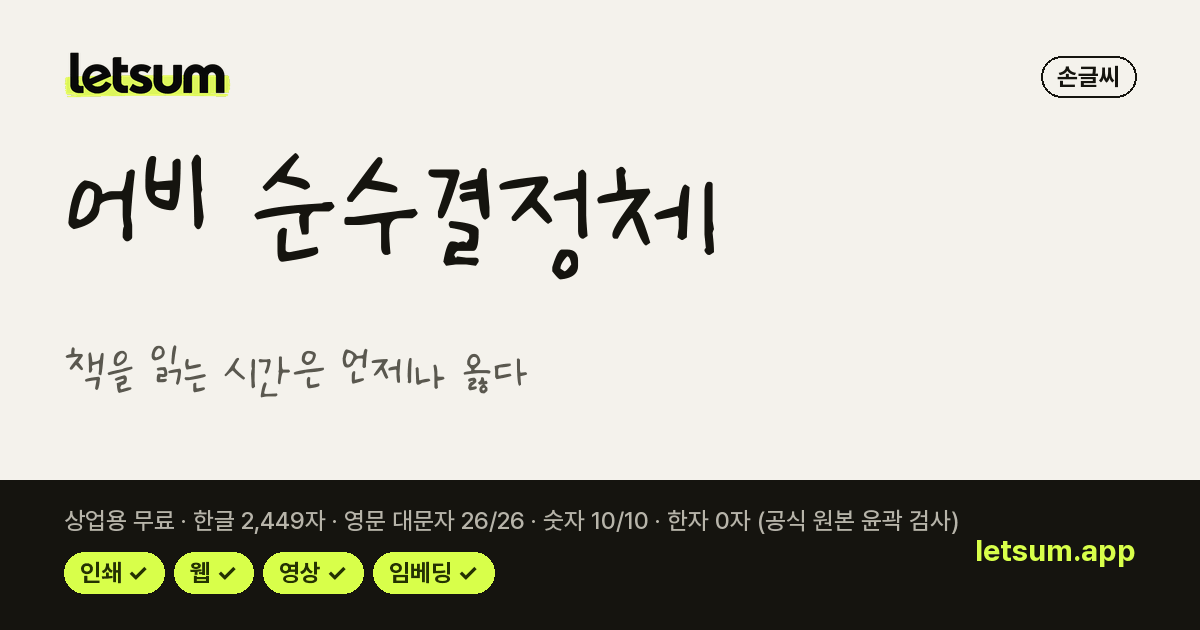 letsum
손글씨
어비 순수결정체
책을 읽는 시간은 언제나 옳다
상업용 무료 · 한글 2,449자 · 영문 대문자 26/26 · 숫자 10/10 · 한자 0자 (공식 원본 윤곽 검사)
letsum.app
인쇄 ✓ 웹 ✓ 영상 ✓ 임베딩 ✓